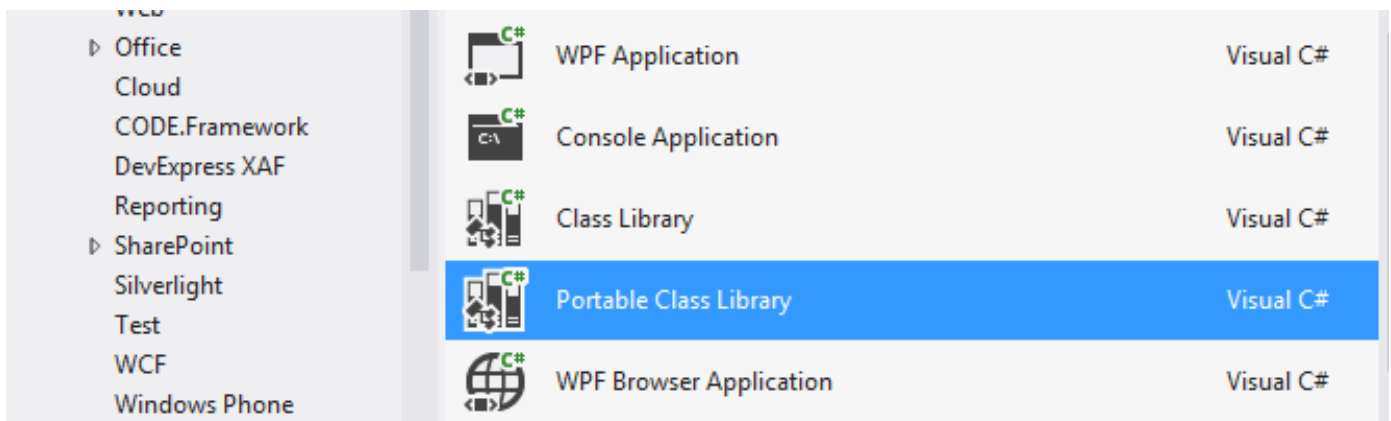 Office
Cloud
CODE.Framework
DevExpress XAF
Reporting
SharePoint
Silverlight
Test
WCF
Windows Phone
C# WPF Application Visual C#
C# C:\ Console Application Visual C#
C# Class Library Visual C#
C# Portable Class Library Visual C#
C# WPF Browser Application Visual C#